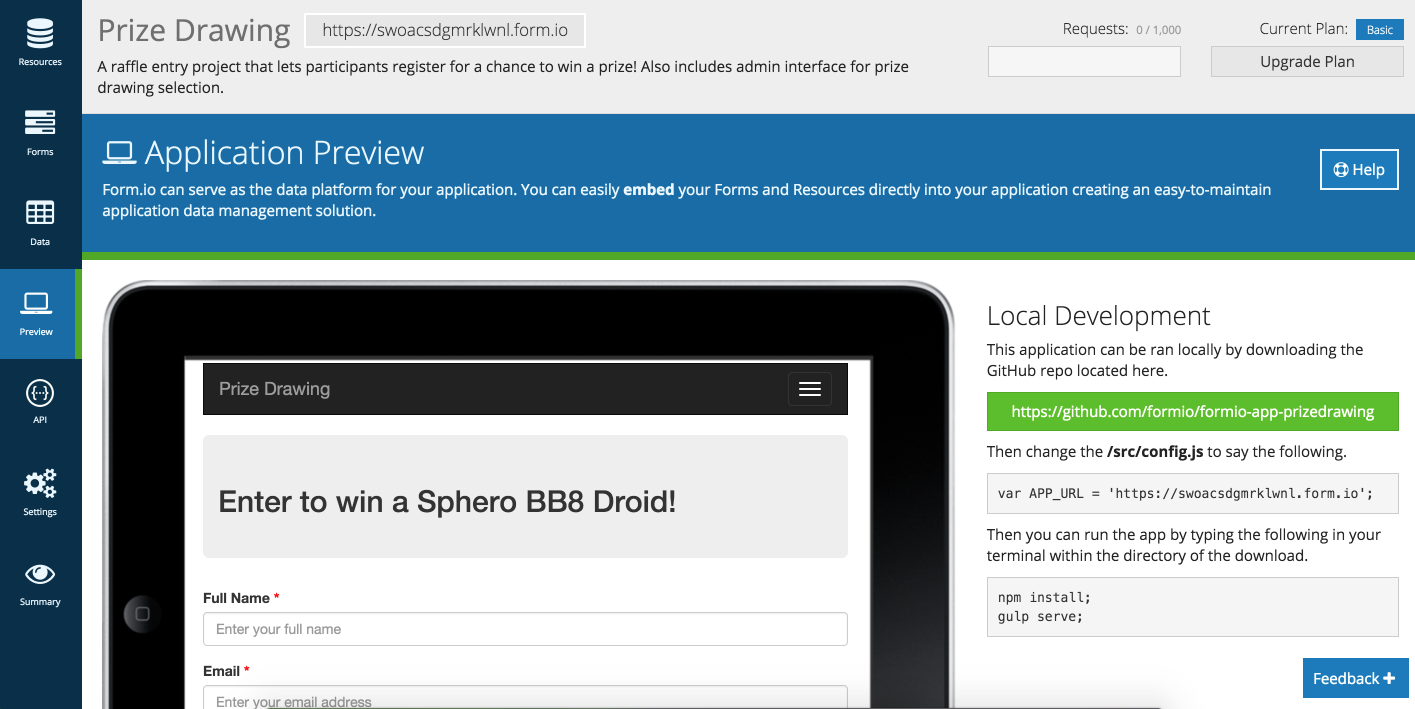 Resources
Forms
Data
Preview
API
Settings
Summary
Prize Drawing
https://swoacsdgmrklwnl.form.io
A raffle entry project that lets participants register for a chance to win a prize! Also includes admin interface for prize
drawing selection.
Requests: 0 / 1,000
Current Plan: Basic
Upgrade Plan
Application Preview
Form.io can serve as the data platform for your application. You can easily embed your Forms and Resources directly into your application creating an easy-to-maintain
application data management solution.
Help
Prize Drawing
Enter to win a Sphero BB8 Droid!
Full Name *
Enter your full name
Email *
Enter your email address
Local Development
This application can be ran locally by downloading the
GitHub repo located here.
https://github.com/formio/formio-app-prizedrawing
Then change the /src/config.js to say the following.
var APP_URL = 'https://swoacsdgmrklwnl.form.io';
Then you can run the app by typing the following in your
terminal within the directory of the download.
npm install;
gulp serve;
Feedback